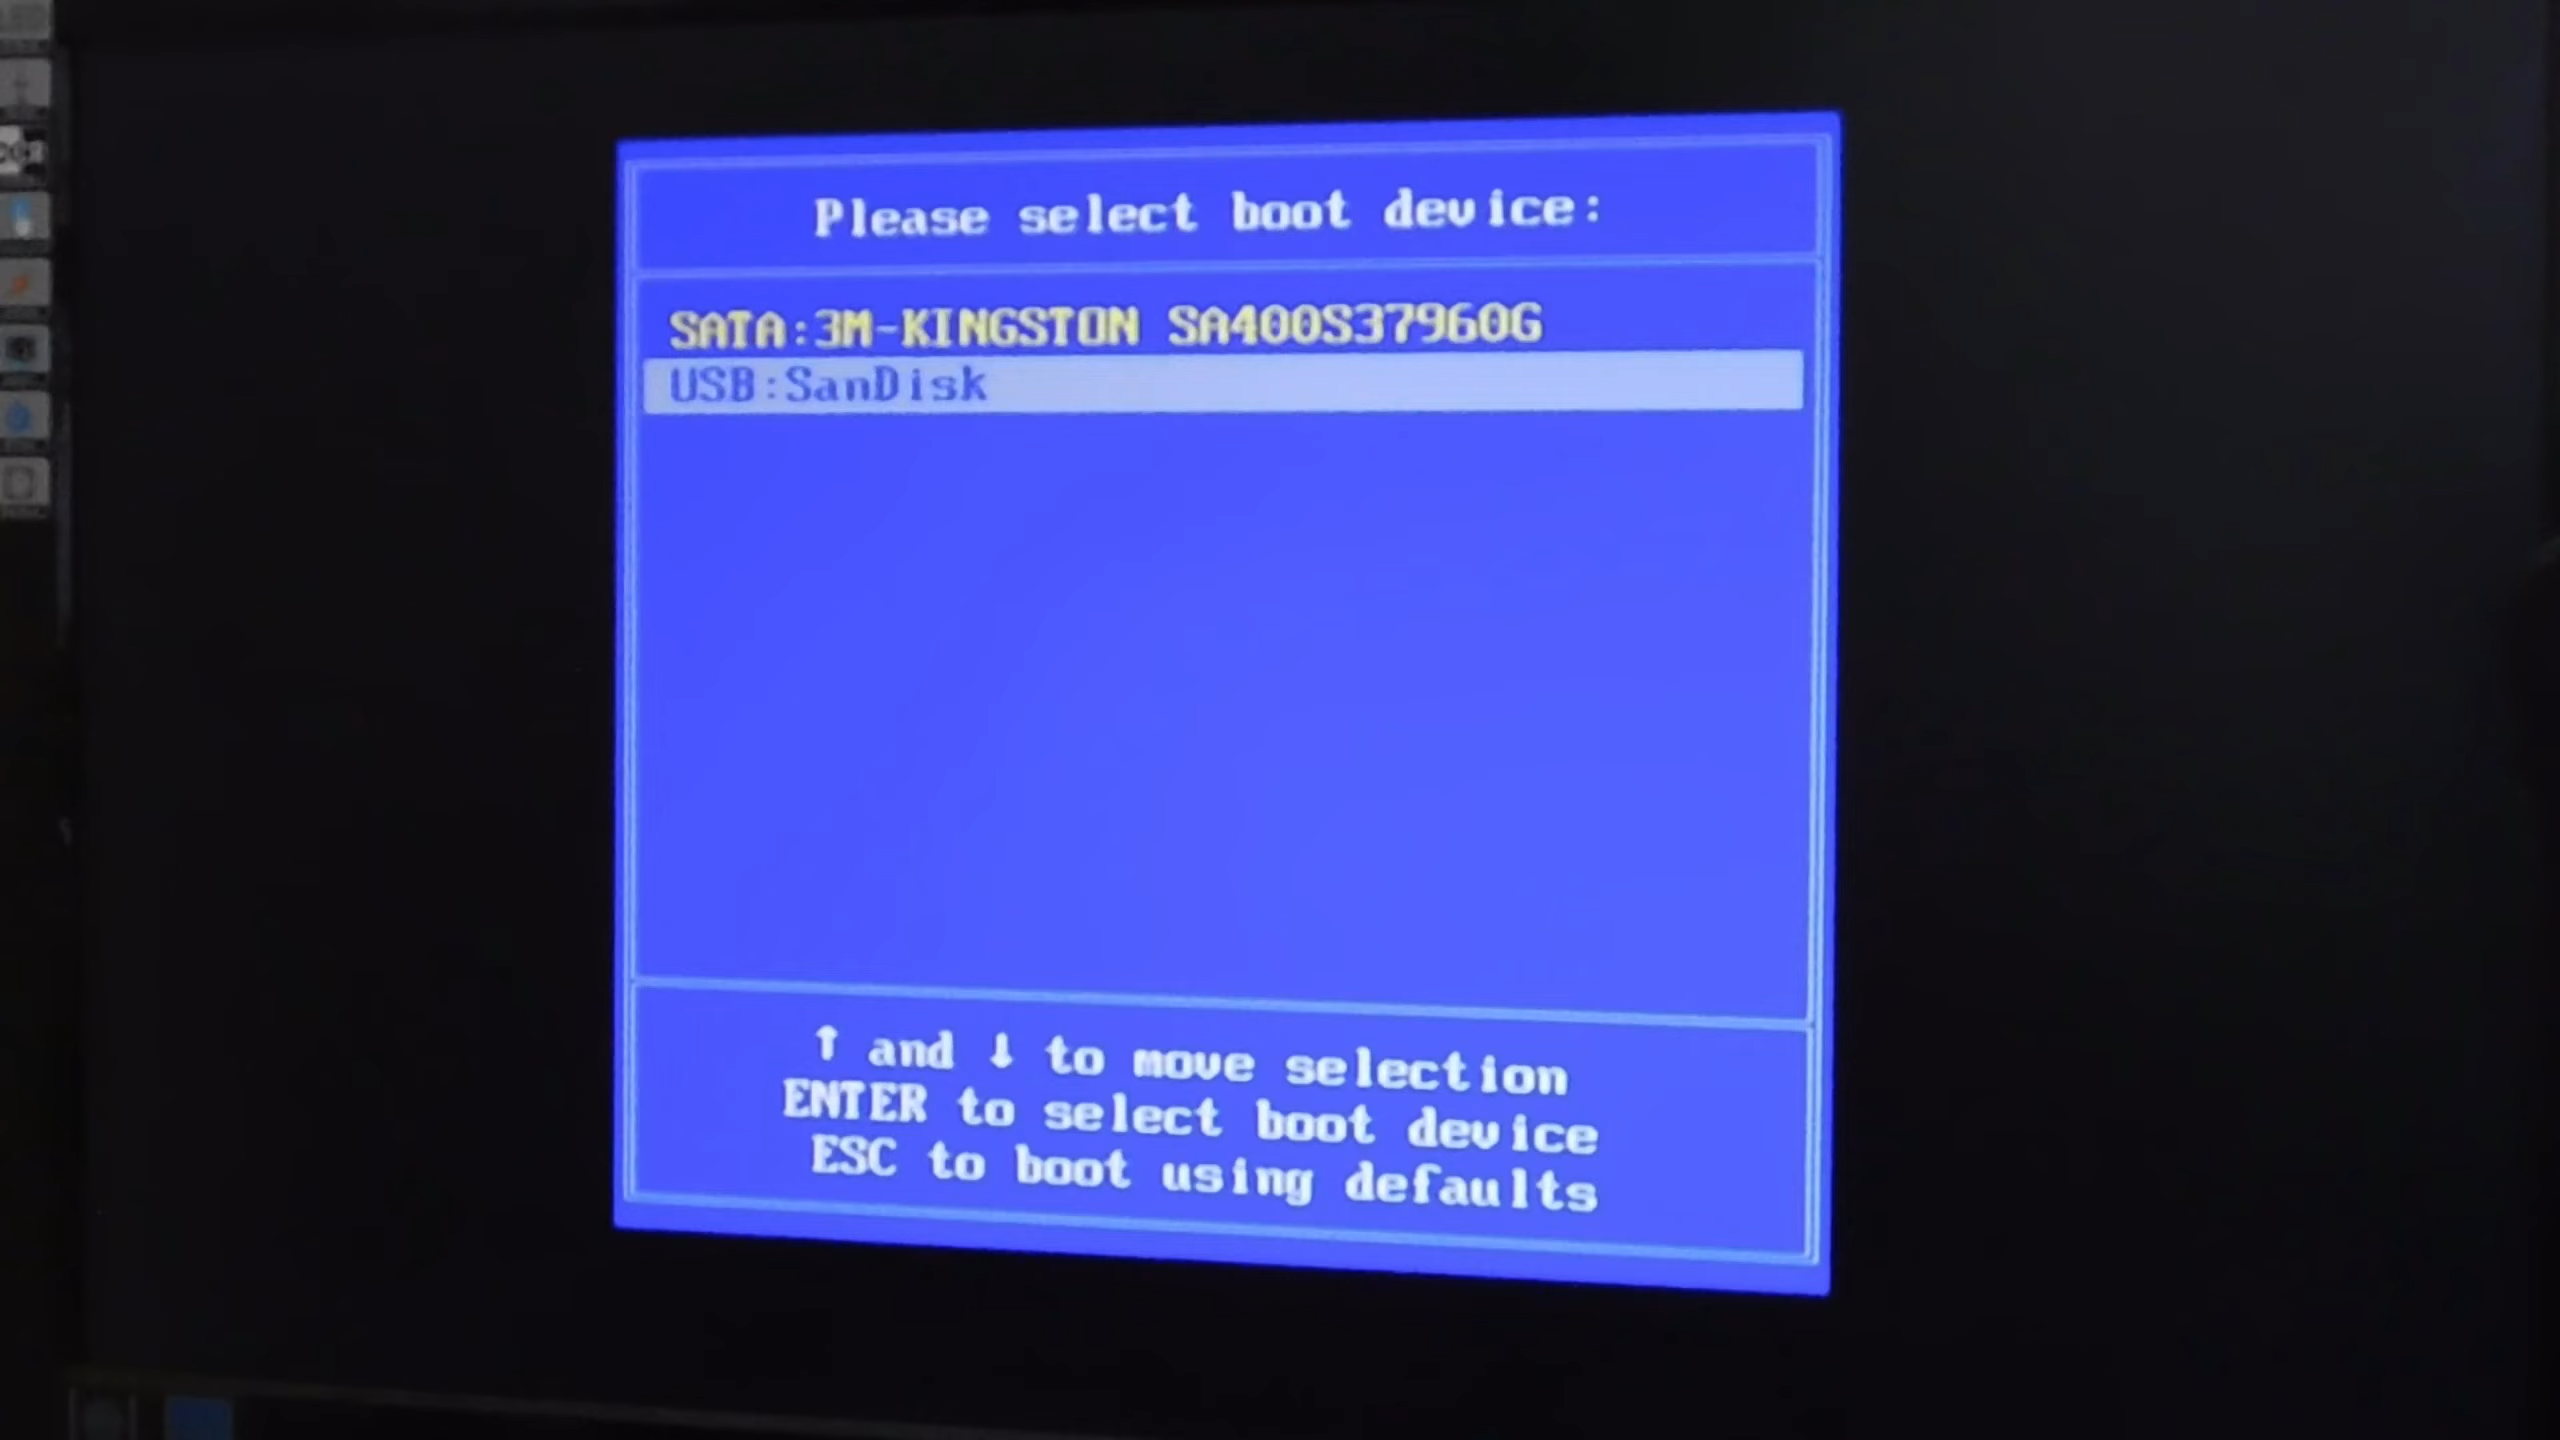 Please select boot device:
SATA:3M-KINGSTON SA400S37960G
USB:SanDisk
↑ and ↓ to move selection
ENTER to select boot device
ESC to boot using defaults